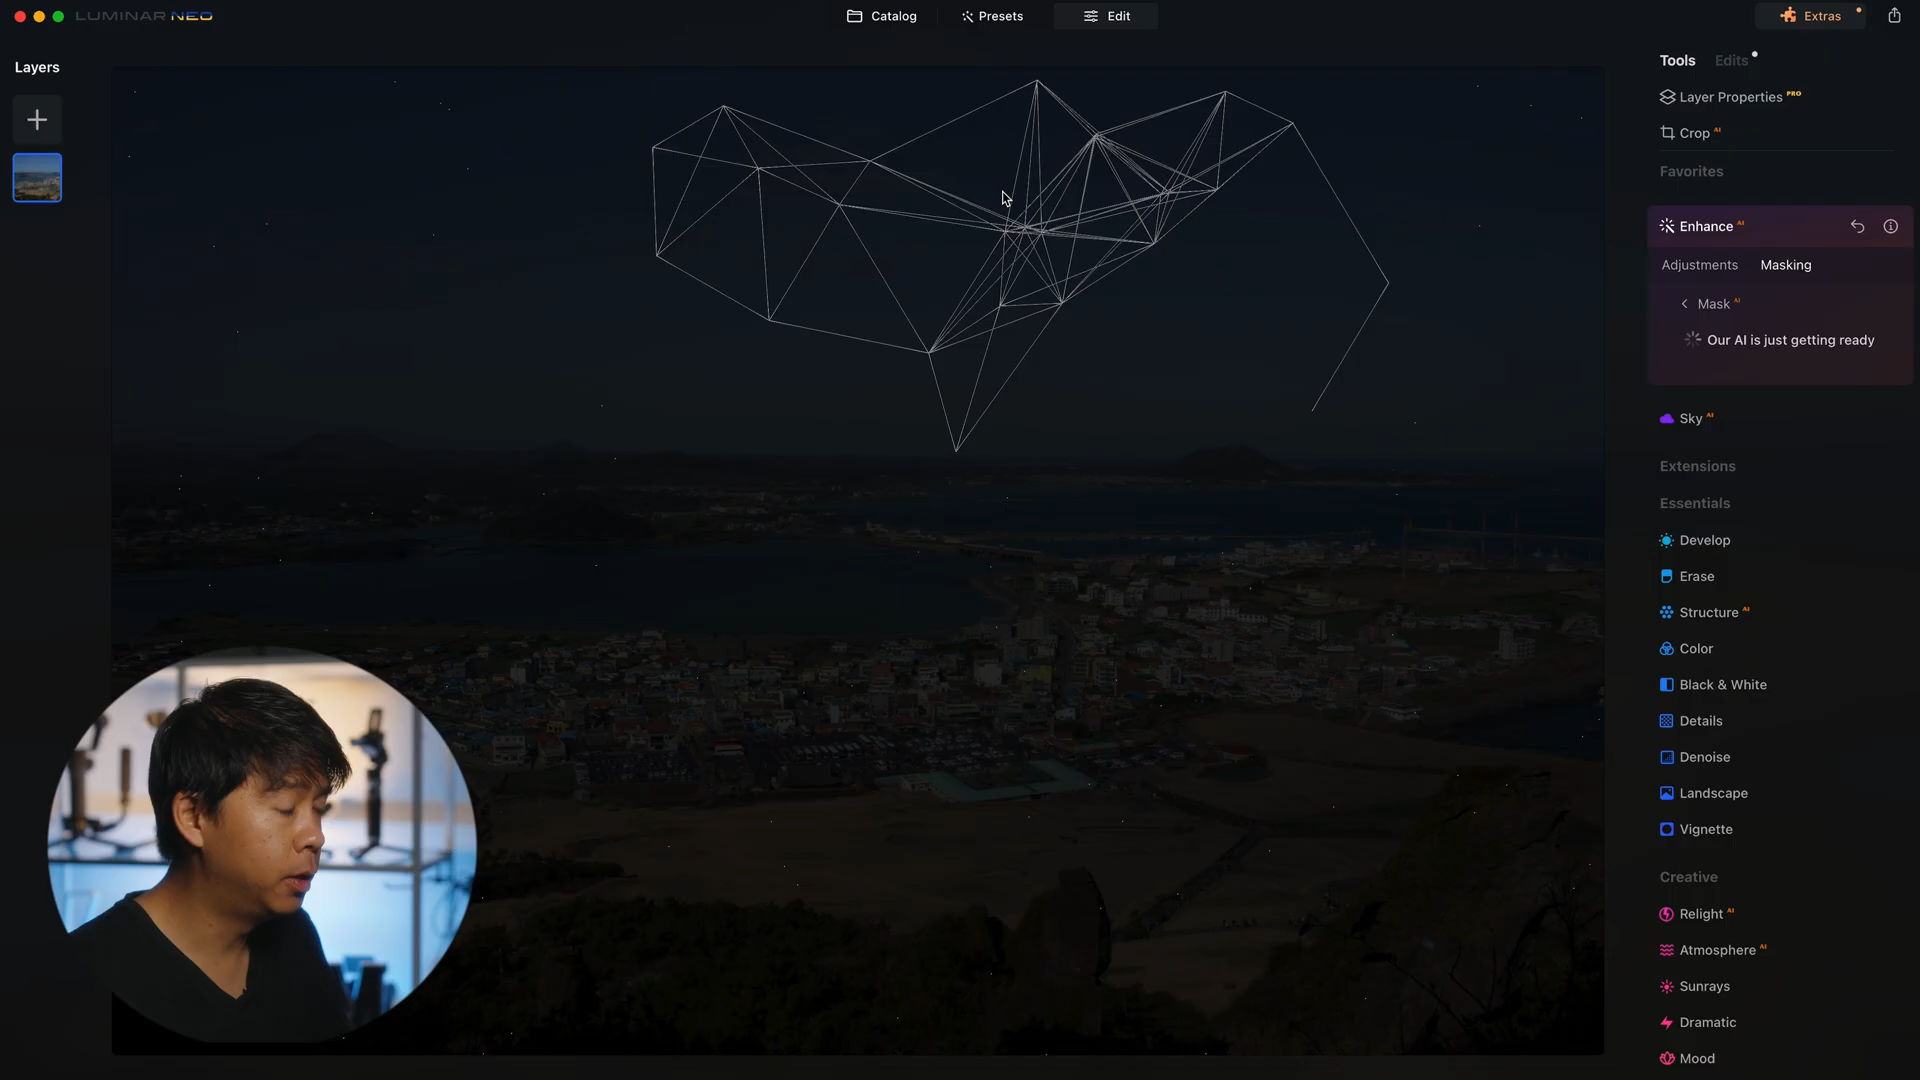 LUMINAR NEO
Catalog
Presets
Edit
Extras
Layers
Tools
Edits
Layer Properties PRO
Crop AI
Favorites
Enhance AI
Adjustments
Masking
Mask AI
Our AI is just getting ready
Sky AI
Extensions
Essentials
Develop
Erase
Structure AI
Color
Black & White
Details
Denoise
Landscape
Vignette
Creative
Relight AI
Atmosphere AI
Sunrays
Dramatic
Mood